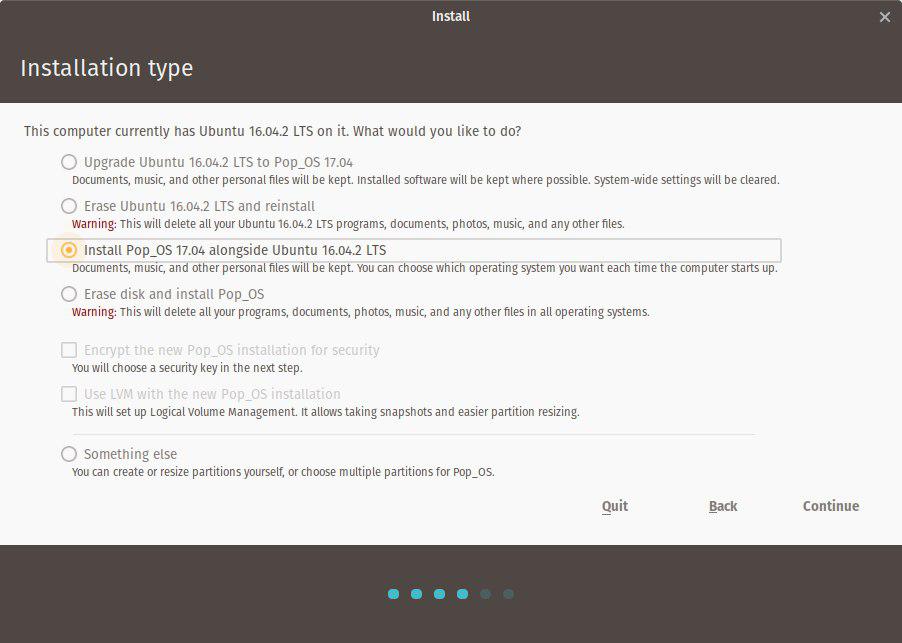 Install
Installation type
This computer currently has Ubuntu 16.04.2 LTS on it. What would you like to do?
Upgrade Ubuntu 16.04.2 LTS to Pop_OS 17.04
Documents, music, and other personal files will be kept. Installed software will be kept where possible. System-wide settings will be cleared.
Erase Ubuntu 16.04.2 LTS and reinstall
Warning: This will delete all your Ubuntu 16.04.2 LTS programs, documents, photos, music, and any other files.
Install Pop_OS 17.04 alongside Ubuntu 16.04.2 LTS
Documents, music, and other personal files will be kept. You can choose which operating system you want each time the computer starts up.
Erase disk and install Pop_OS
Warning: This will delete all your programs, documents, photos, music, and any other files in all operating systems.
Encrypt the new Pop_OS installation for security
You will choose a security key in the next step.
Use LVM with the new Pop_OS installation
This will set up Logical Volume Management. It allows taking snapshots and easier partition resizing.
Something else
You can create or resize partitions yourself, or choose multiple partitions for Pop_OS.
Quit Back Continue